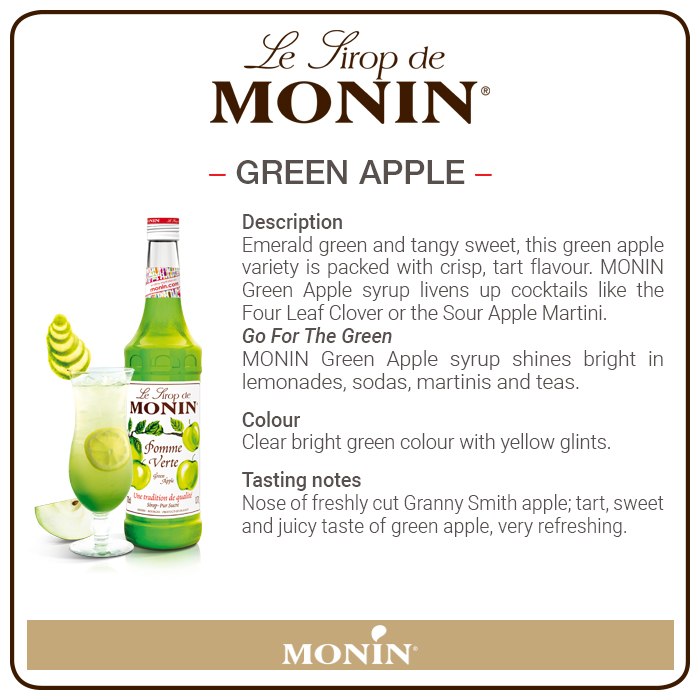 Le Sirop de
MONIN®
– GREEN APPLE –
Description
Emerald green and tangy sweet, this green apple
variety is packed with crisp, tart flavour. MONIN
Green Apple syrup livens up cocktails like the
Four Leaf Clover or the Sour Apple Martini.
Go For The Green
MONIN Green Apple syrup shines bright in
lemonades, sodas, martinis and teas.
Colour
Clear bright green colour with yellow glints.
Tasting notes
Nose of freshly cut Granny Smith apple; tart, sweet
and juicy taste of green apple, very refreshing.
monin.com
Le Sirop de
MONIN
Pomme
Verte
Green
Apple
Une tradition de qualité
Sirop - Pur Sucre
MONIN®